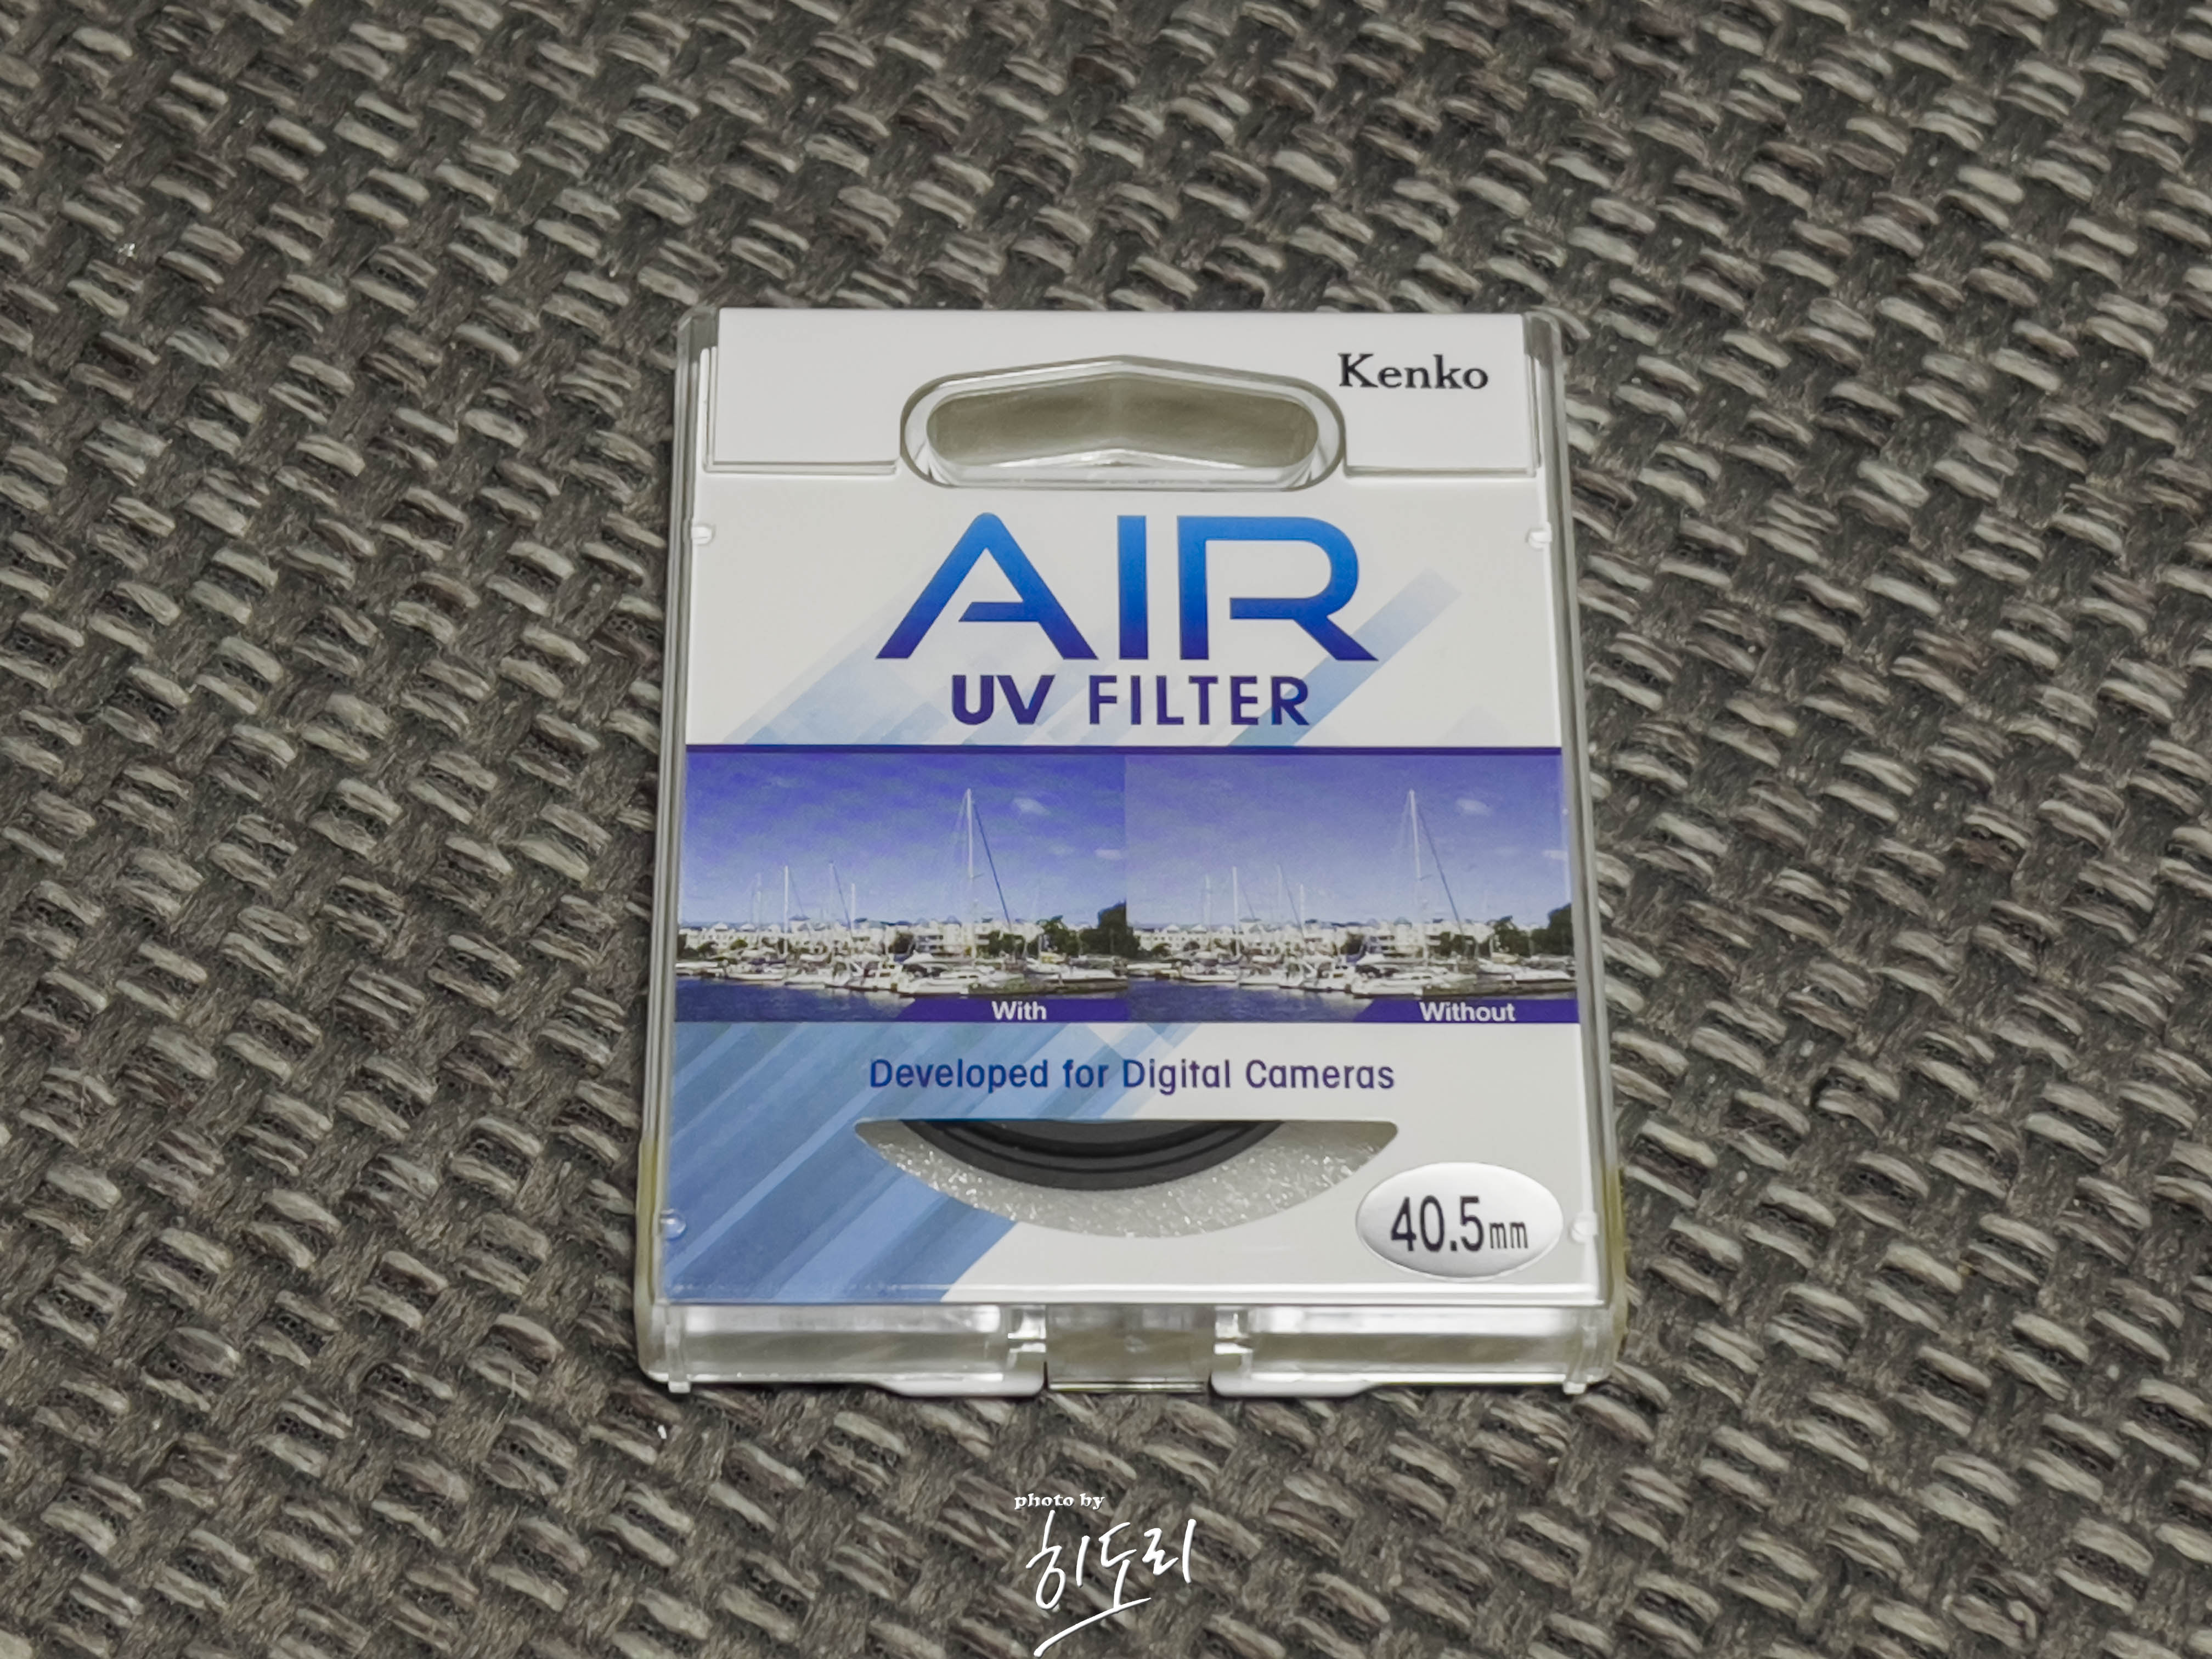 Kenko
AIR
UV FILTER
With
Without
Developed for Digital Cameras
40.5mm
photo by
히도리